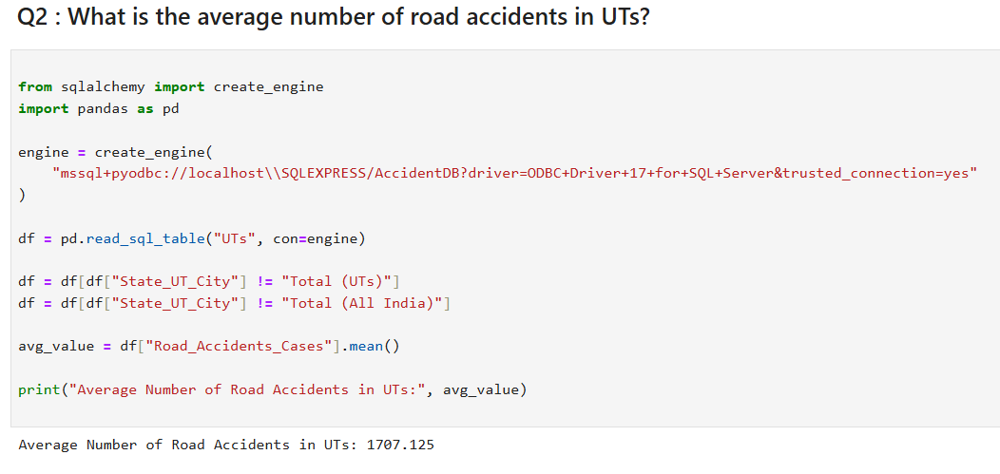 Q2 : What is the average number of road accidents in UTs?
from sqlalchemy import create_engine
import pandas as pd
engine = create_engine(
    "mssql+pyodbc://localhost\\SQLEXPRESS/AccidentDB?driver=ODBC+Driver+17+for+SQL+Server&trusted_connection=yes"
)
df = pd.read_sql_table("UTs", con=engine)
df = df[df["State_UT_City"] != "Total (UTs)"]
df = df[df["State_UT_City"] != "Total (All India)"]
avg_value = df["Road_Accidents_Cases"].mean()
print("Average Number of Road Accidents in UTs:", avg_value)
Average Number of Road Accidents in UTs: 1707.125